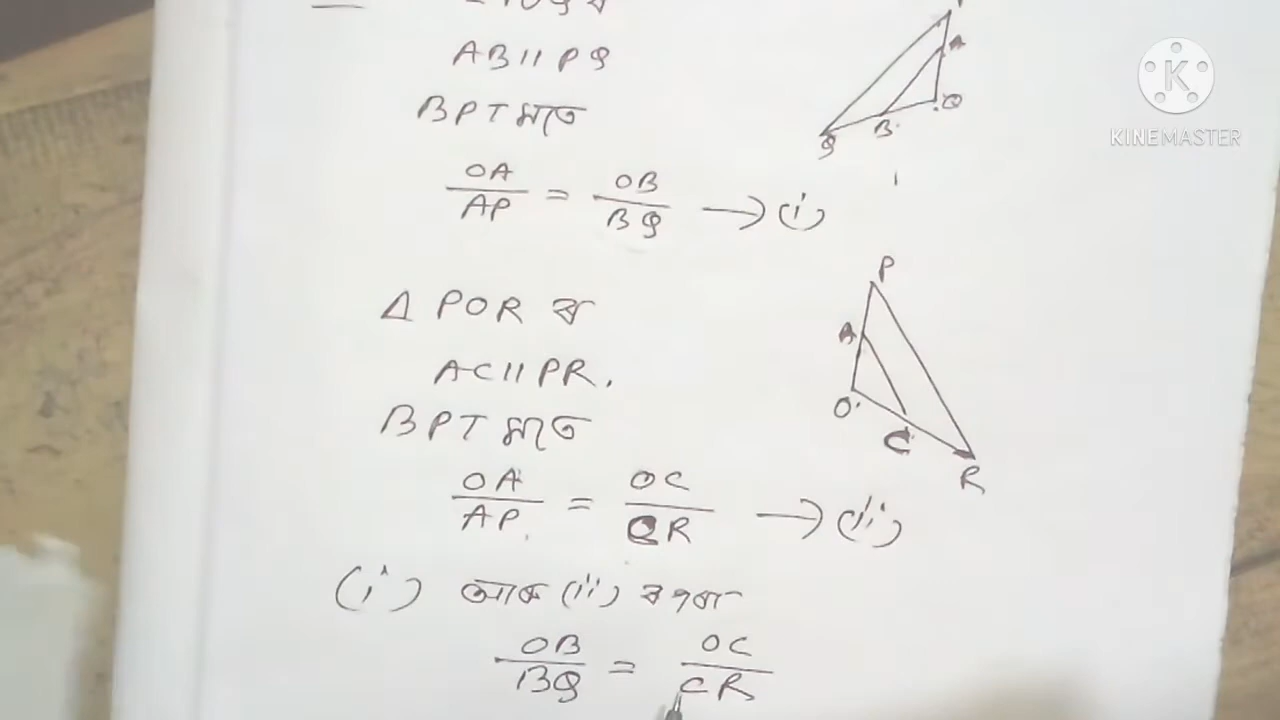 AB || PQ
BPT মতে
OA/AP = OB/BQ → (i)
Δ POR ৰ
AC || PR.
BPT মতে
OA/AP = OC/CR → (ii)
(i) আৰু (ii) ৰ পৰা
OB/BQ = OC/CR
A
O
B
Q
P
A
O
C
R
K
KINEMASTER